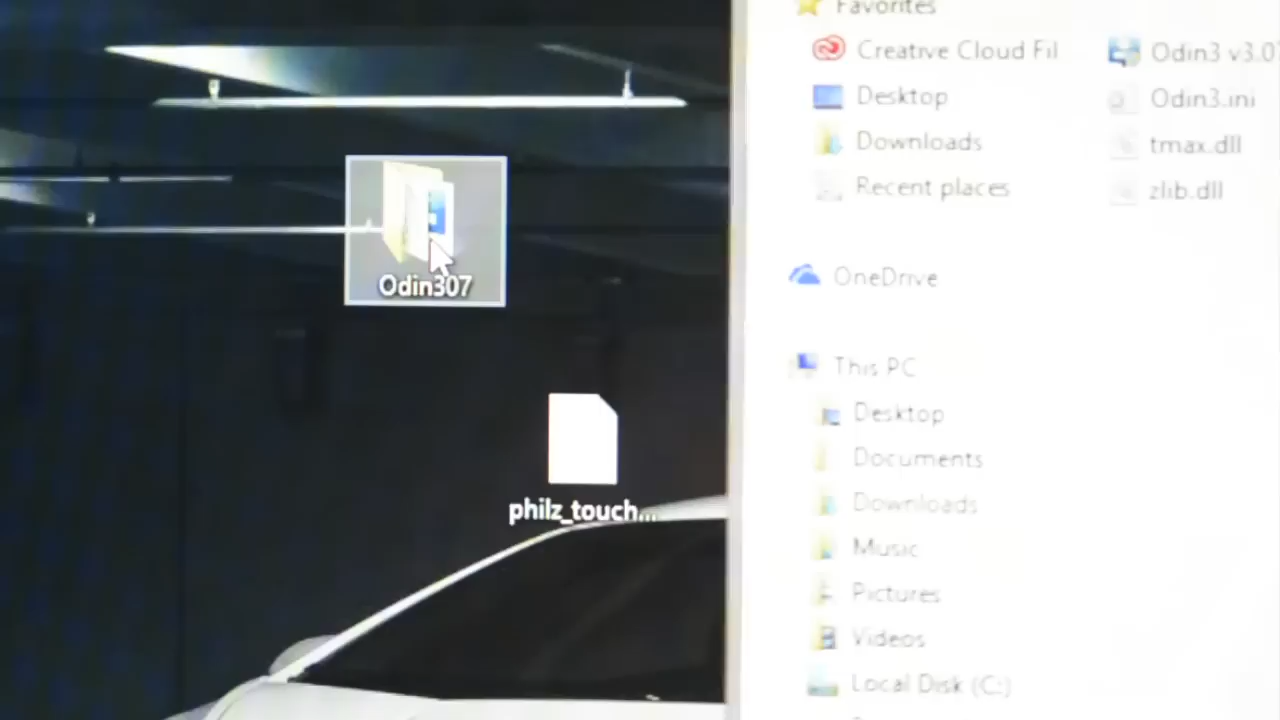 Odin307
philz_touch...
Favorites
Creative Cloud Fil
Desktop
Downloads
Recent places
OneDrive
This PC
Desktop
Documents
Downloads
Music
Pictures
Videos
Local Disk (C:)
Odin3 v3.07
Odin3.ini
tmax.dll
zlib.dll